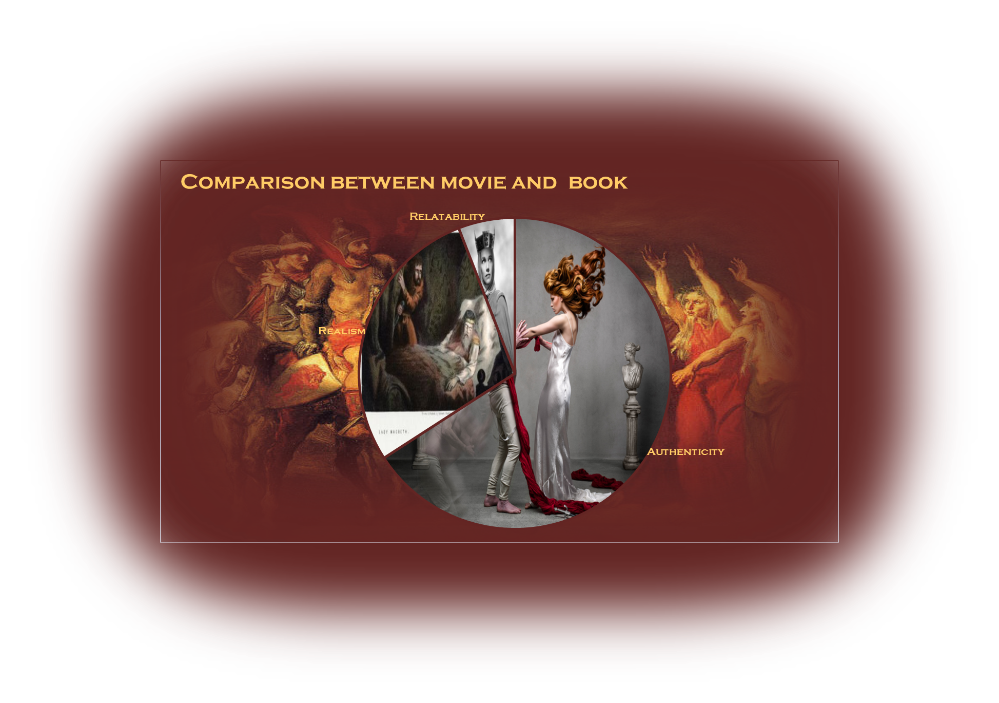 Comparison between movie and  book
Relatability
Realism
LADY MACBETH.
Authenticity